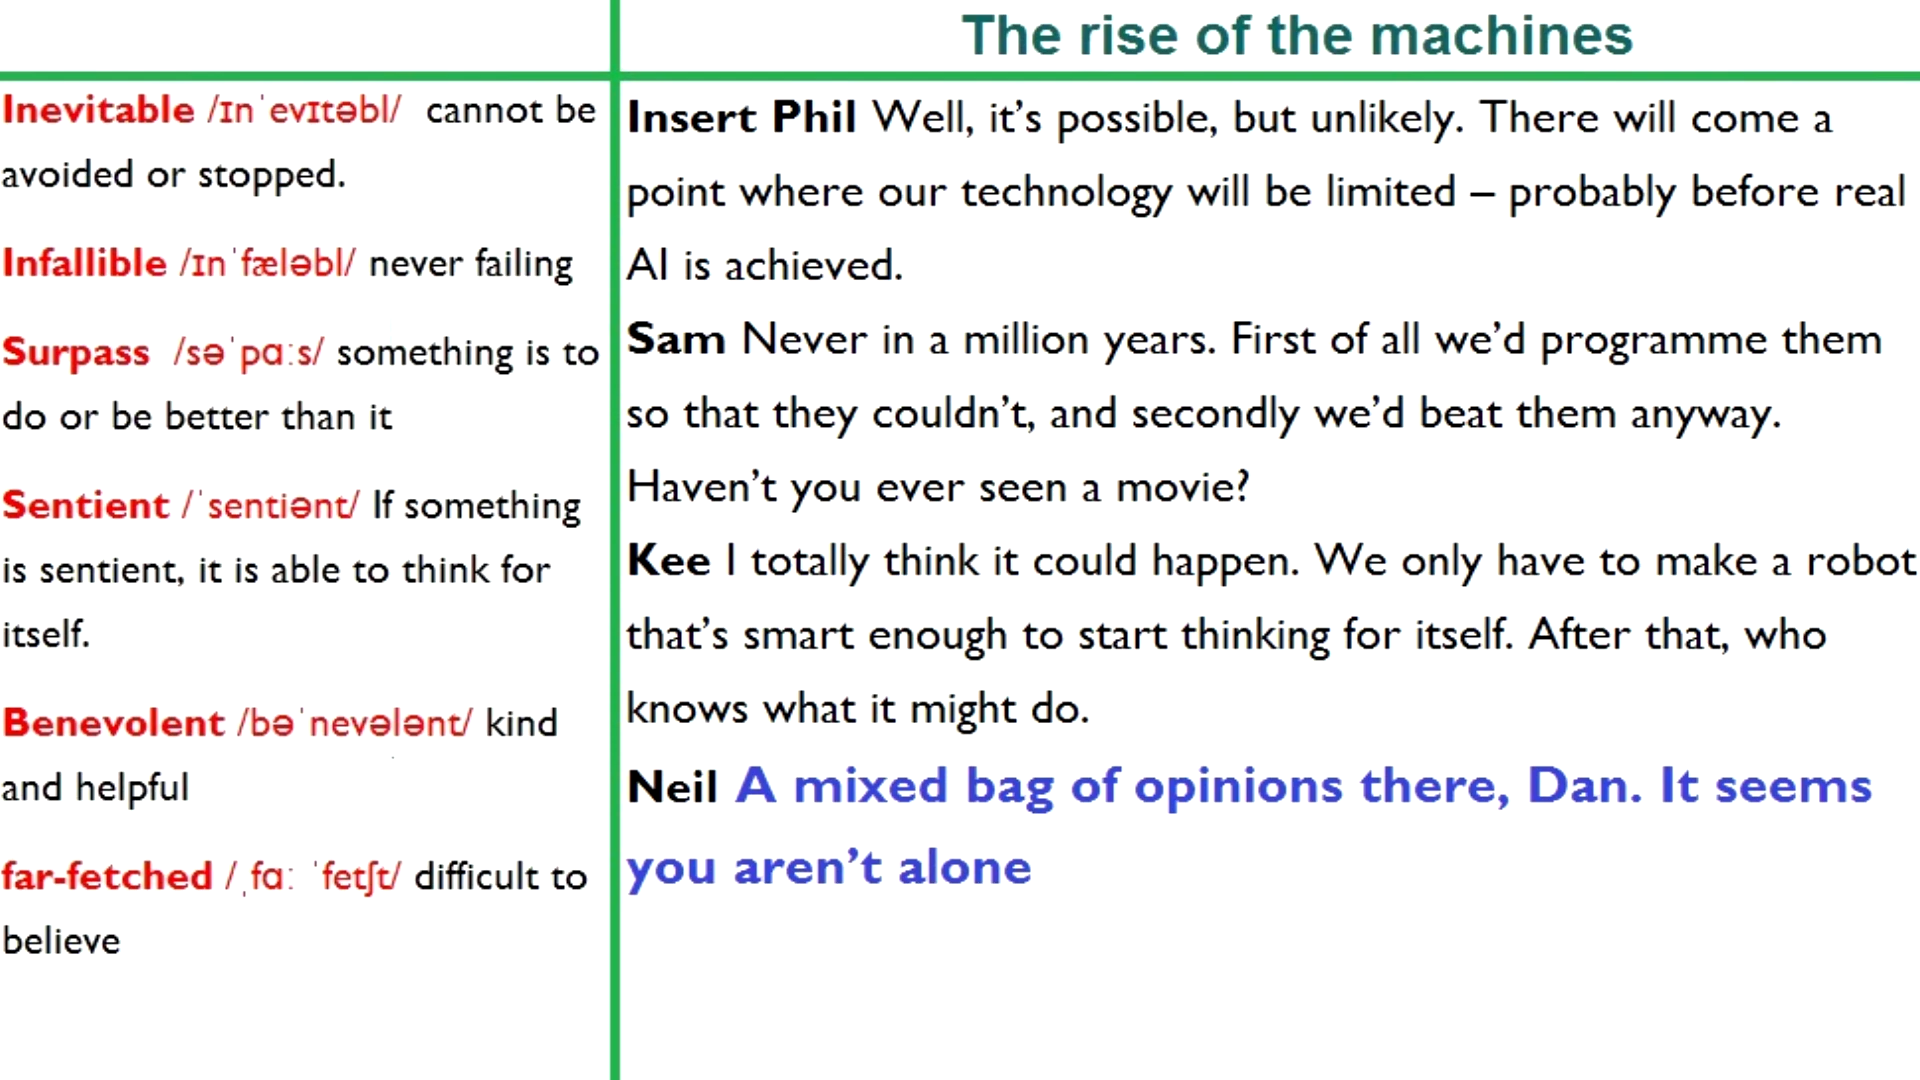 The rise of the machines
Inevitable /ɪnˈevɪtəbl/ cannot be
avoided or stopped.
Infallible /ɪnˈfæləbl/ never failing
Surpass /səˈpɑːs/ something is to
do or be better than it
Sentient /ˈsentiənt/ If something
is sentient, it is able to think for
itself.
Benevolent /bəˈnevələnt/ kind
and helpful
far-fetched /ˌfɑː ˈfetʃt/ difficult to
believe
Insert Phil Well, it’s possible, but unlikely. There will come a
point where our technology will be limited – probably before real
AI is achieved.
Sam Never in a million years. First of all we’d programme them
so that they couldn’t, and secondly we’d beat them anyway.
Haven’t you ever seen a movie?
Kee I totally think it could happen. We only have to make a robot
that’s smart enough to start thinking for itself. After that, who
knows what it might do.
Neil A mixed bag of opinions there, Dan. It seems
you aren’t alone